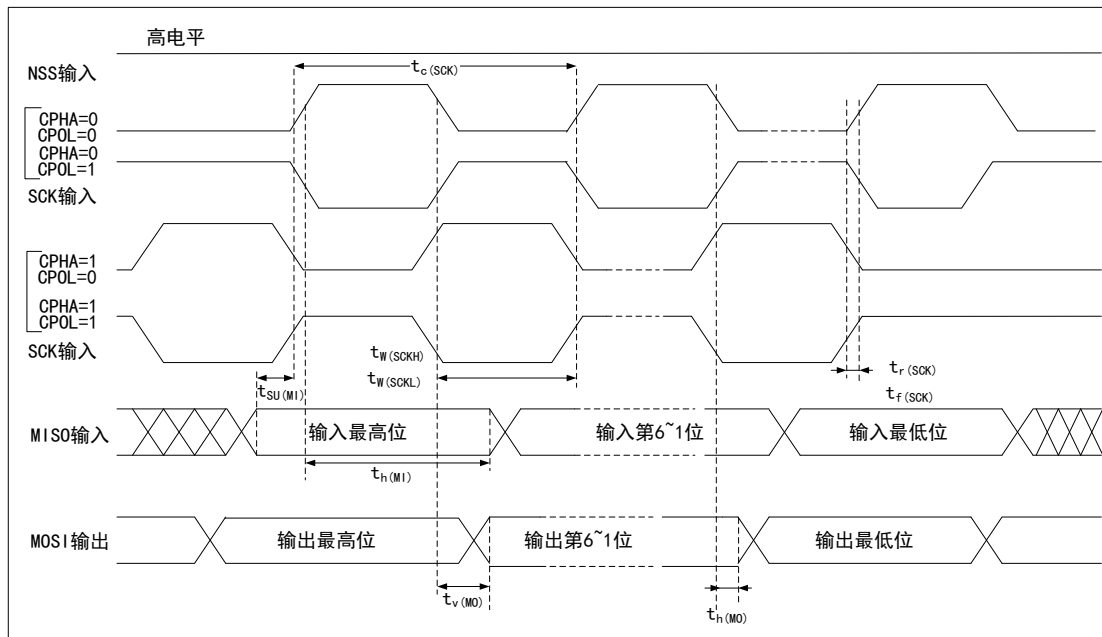 高电平
NSS输入
t_c(SCK)
CPHA=0
CPOL=0
CPHA=0
CPOL=1
SCK输入
CPHA=1
CPOL=0
CPHA=1
CPOL=1
SCK输入
t_W(SCKH)
t_W(SCKL)
t_r(SCK)
t_f(SCK)
t_SU(MI)
MISO输入
输入最高位
输入第6~1位
输入最低位
t_h(MI)
MOSI输出
输出最高位
输出第6~1位
输出最低位
t_v(MO)
t_h(MO)